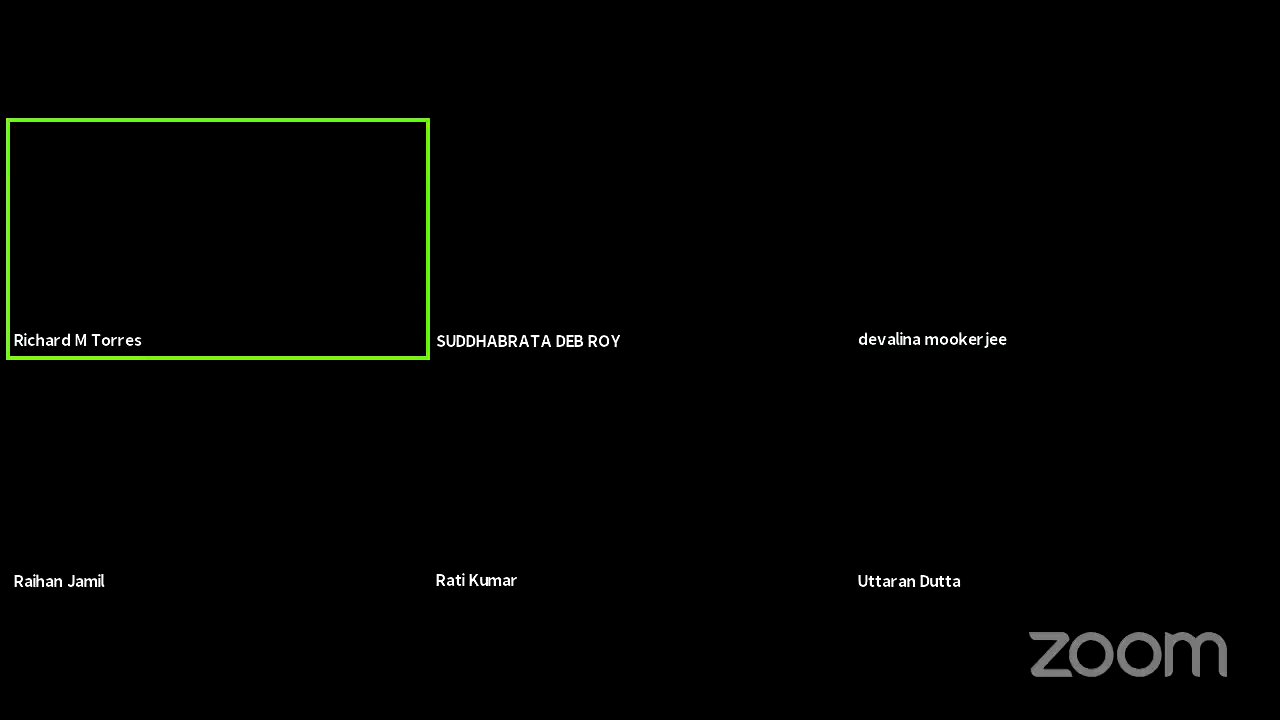 Richard M Torres
SUDDHABRATA DEB ROY
devalina mookerjee
Raihan Jamil
Rati Kumar
Uttaran Dutta
zoom